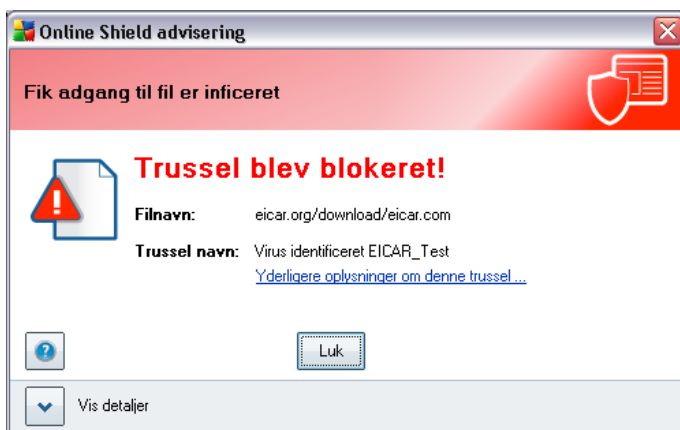 Online Shield advisering
Fik adgang til fil er inficeret
Trussel blev blokeret!
Filnavn: eicar.org/download/eicar.com
Trussel navn: Virus identificeret EICAR_Test
Yderligere oplysninger om denne trussel ...
Luk
Vis detaljer